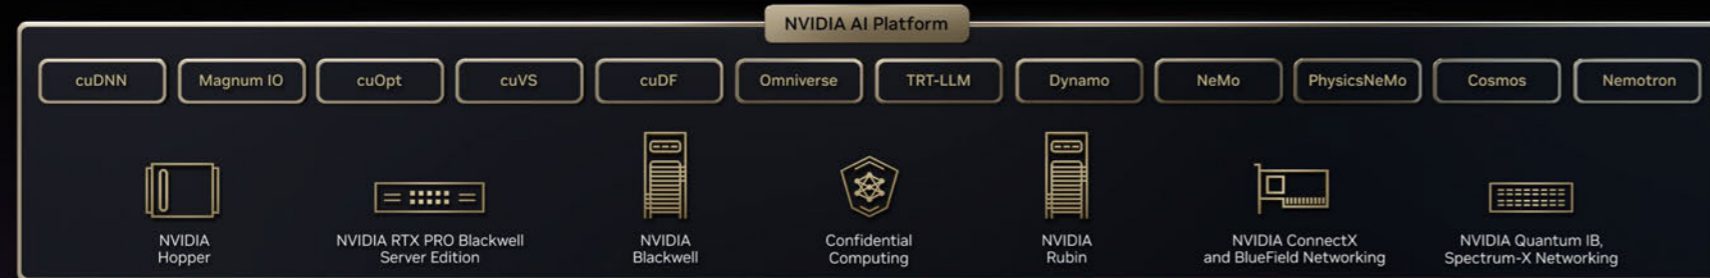 NVIDIA AI Platform
cuDNN
Magnum IO
cuOpt
cuVS
cuDF
Omniverse
TRT-LLM
Dynamo
NeMo
PhysicsNeMo
Cosmos
Nemotron
NVIDIA
Hopper
NVIDIA RTX PRO Blackwell
Server Edition
NVIDIA
Blackwell
Confidential
Computing
NVIDIA
Rubin
NVIDIA ConnectX
and BlueField Networking
NVIDIA Quantum IB,
Spectrum-X Networking